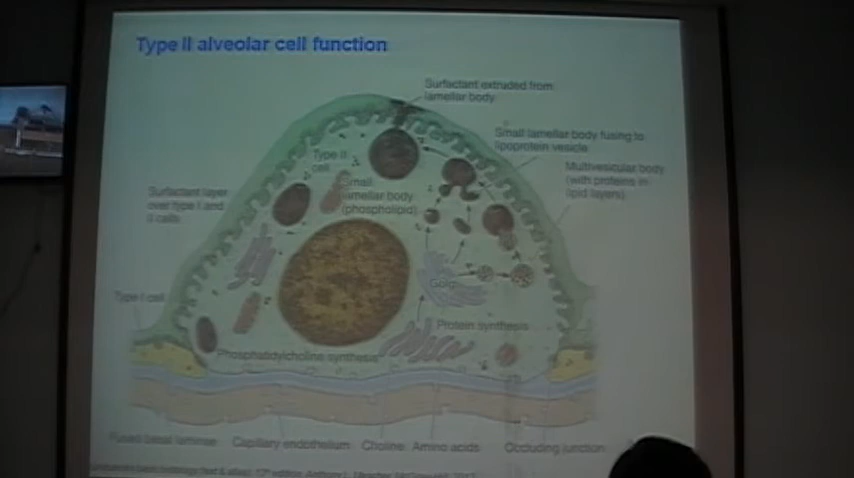 Type II alveolar cell function
Surfactant extruded from
lamellar body
Small lamellar body fusing to
lipoprotein vesicle
Multivesicular body
(with proteins in
lipid layers)
Type II
cell
Small
lamellar body
(phospholipid)
Surfactant layer
over type I and
II cells
Type I cell
Golgi
Protein synthesis
Phosphatidylcholine synthesis
Fused basal laminae
Capillary endothelium
Choline
Amino acids
Occluding junction